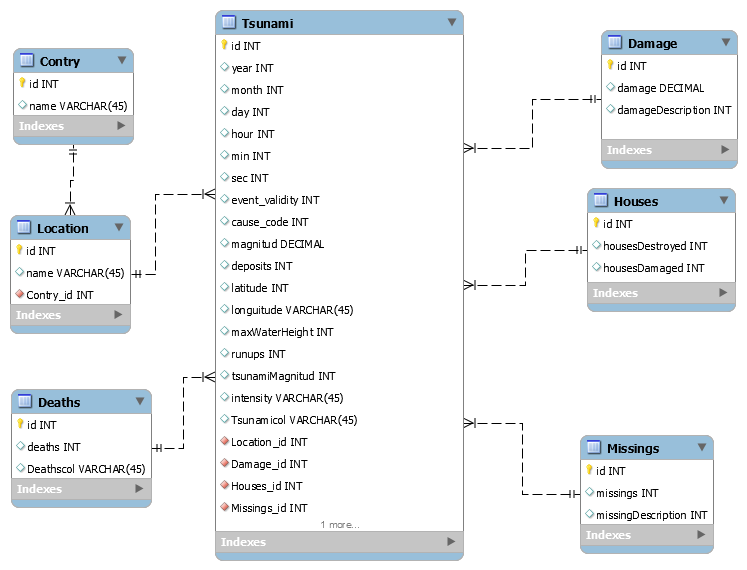 Contry
id INT
name VARCHAR(45)
Indexes
Location
id INT
name VARCHAR(45)
Contry_id INT
Indexes
Deaths
id INT
deaths INT
Deathscol VARCHAR(45)
Indexes
Tsunami
id INT
year INT
month INT
day INT
hour INT
min INT
sec INT
event_validity INT
cause_code INT
magnitud DECIMAL
deposits INT
latitude INT
longuitude VARCHAR(45)
maxWaterHeight INT
runups INT
tsunamiMagnitud INT
intensity VARCHAR(45)
Tsunamicol VARCHAR(45)
Location_id INT
Damage_id INT
Houses_id INT
Missings_id INT
1 more...
Indexes
Damage
id INT
damage DECIMAL
damageDescription INT
Indexes
Houses
id INT
housesDestroyed INT
housesDamaged INT
Indexes
Missings
id INT
missings INT
missingDescription INT
Indexes